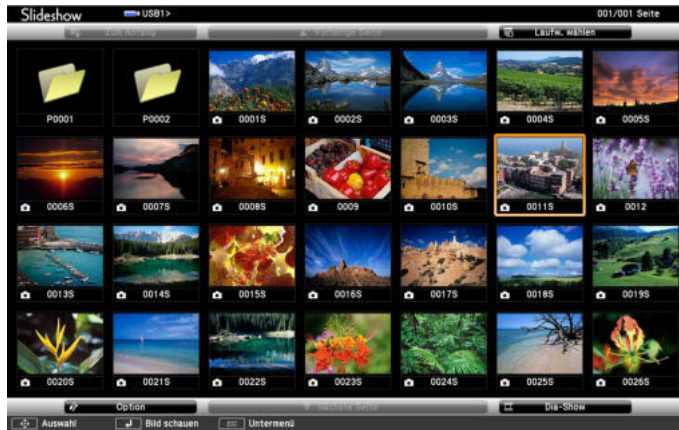 Slideshow USB1> 001/001 Seite
Zum Anfang ▲ Vorherige Seite Laufw. wählen
P0001 P0002 0001S 0002S 0003S 0004S 0005S
0006S 0007S 0008S 0009 0010S 0011S 0012
0013S 0014S 0015S 0016S 0017S 0018S 0019S
0020S 0021S 0022S 0023S 0024S 0025S 0026S
Option ▼ Nächste Seite Dia-Show
Auswahl Bild schauen ESC Untermenü